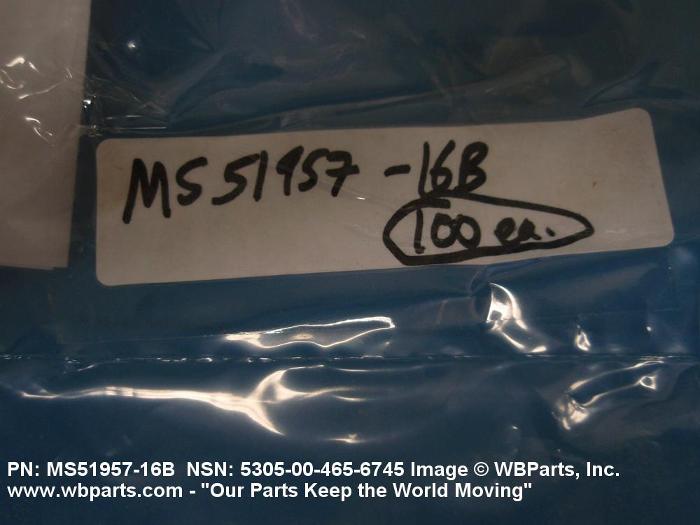 MS51957-16B
100 ea.
PN: MS51957-16B  NSN: 5305-00-465-6745 Image © WBParts, Inc.
www.wbparts.com - "Our Parts Keep the World Moving"